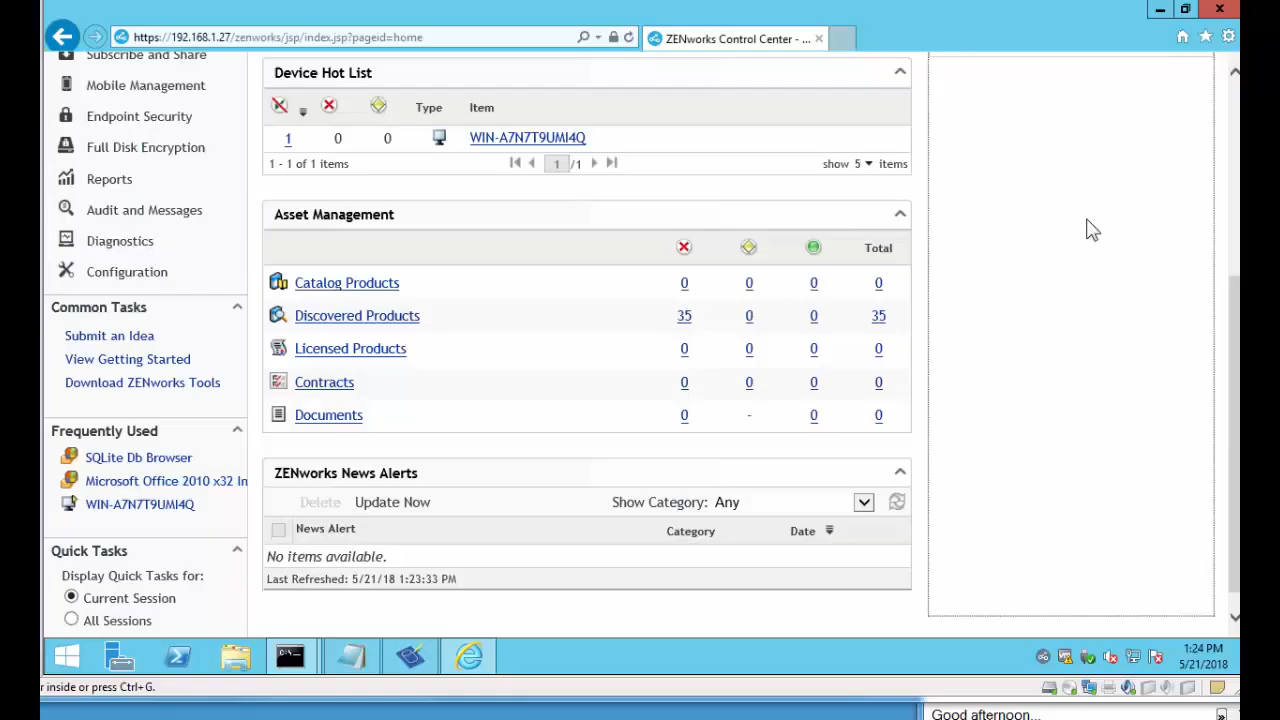 https://192.168.1.27/zenworks/jsp/index.jsp?pageid=home
ZENworks Control Center - ...
Subscribe and Share
Mobile Management
Endpoint Security
Full Disk Encryption
Reports
Audit and Messages
Diagnostics
Configuration
Common Tasks
Submit an Idea
View Getting Started
Download ZENworks Tools
Frequently Used
SQLite Db Browser
Microsoft Office 2010 x32 In
WIN-A7N7T9UMI4Q
Quick Tasks
Display Quick Tasks for:
Current Session
All Sessions
Device Hot List
Type Item
1 0 0 WIN-A7N7T9UMI4Q
1 - 1 of 1 items 1 /1 show 5 items
Asset Management
Total
Catalog Products 0 0 0 0
Discovered Products 35 0 0 35
Licensed Products 0 0 0 0
Contracts 0 0 0 0
Documents 0 - 0 0
ZENworks News Alerts
Delete Update Now Show Category: Any
News Alert Category Date
No items available.
Last Refreshed: 5/21/18 1:23:33 PM
1:24 PM
5/21/2018
r inside or press Ctrl+G.
Good afternoon...